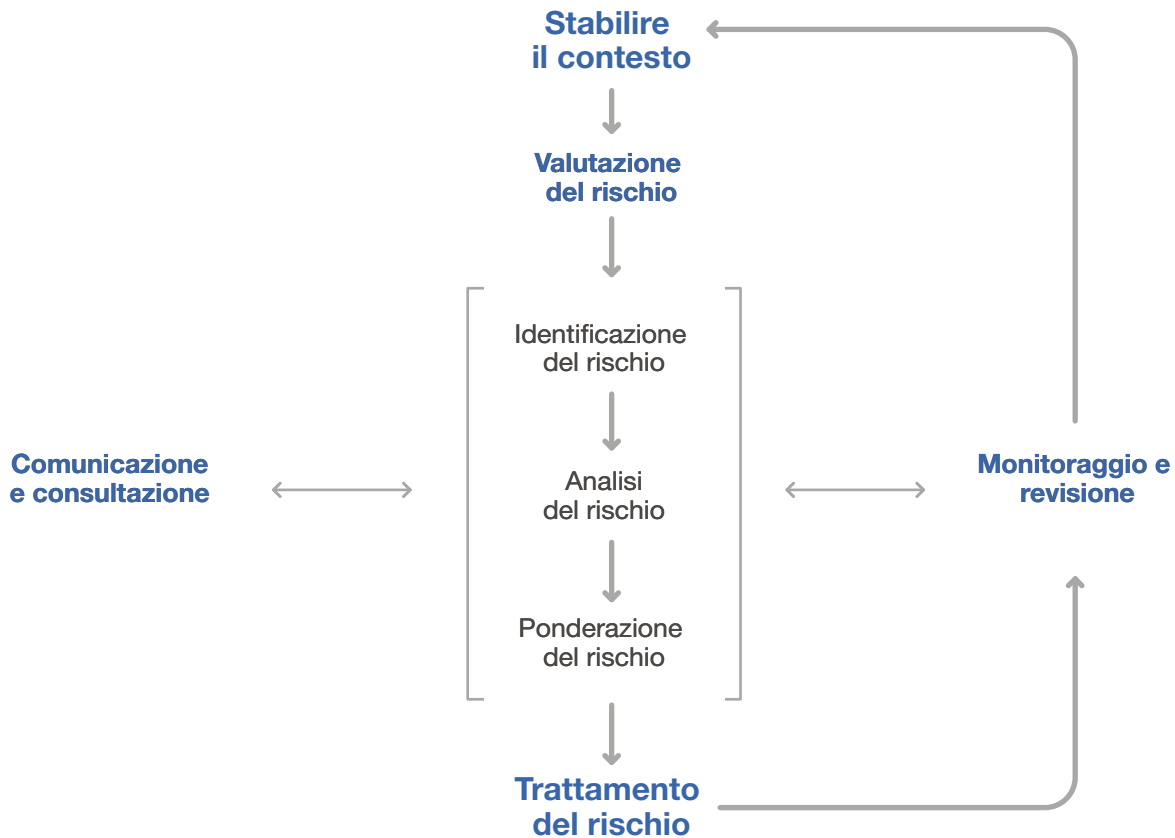 Stabilire
il contesto
Valutazione
del rischio
Identificazione
del rischio
Comunicazione
e consultazione
Analisi
del rischio
Monitoraggio e
revisione
Ponderazione
del rischio
Trattamento
del rischio